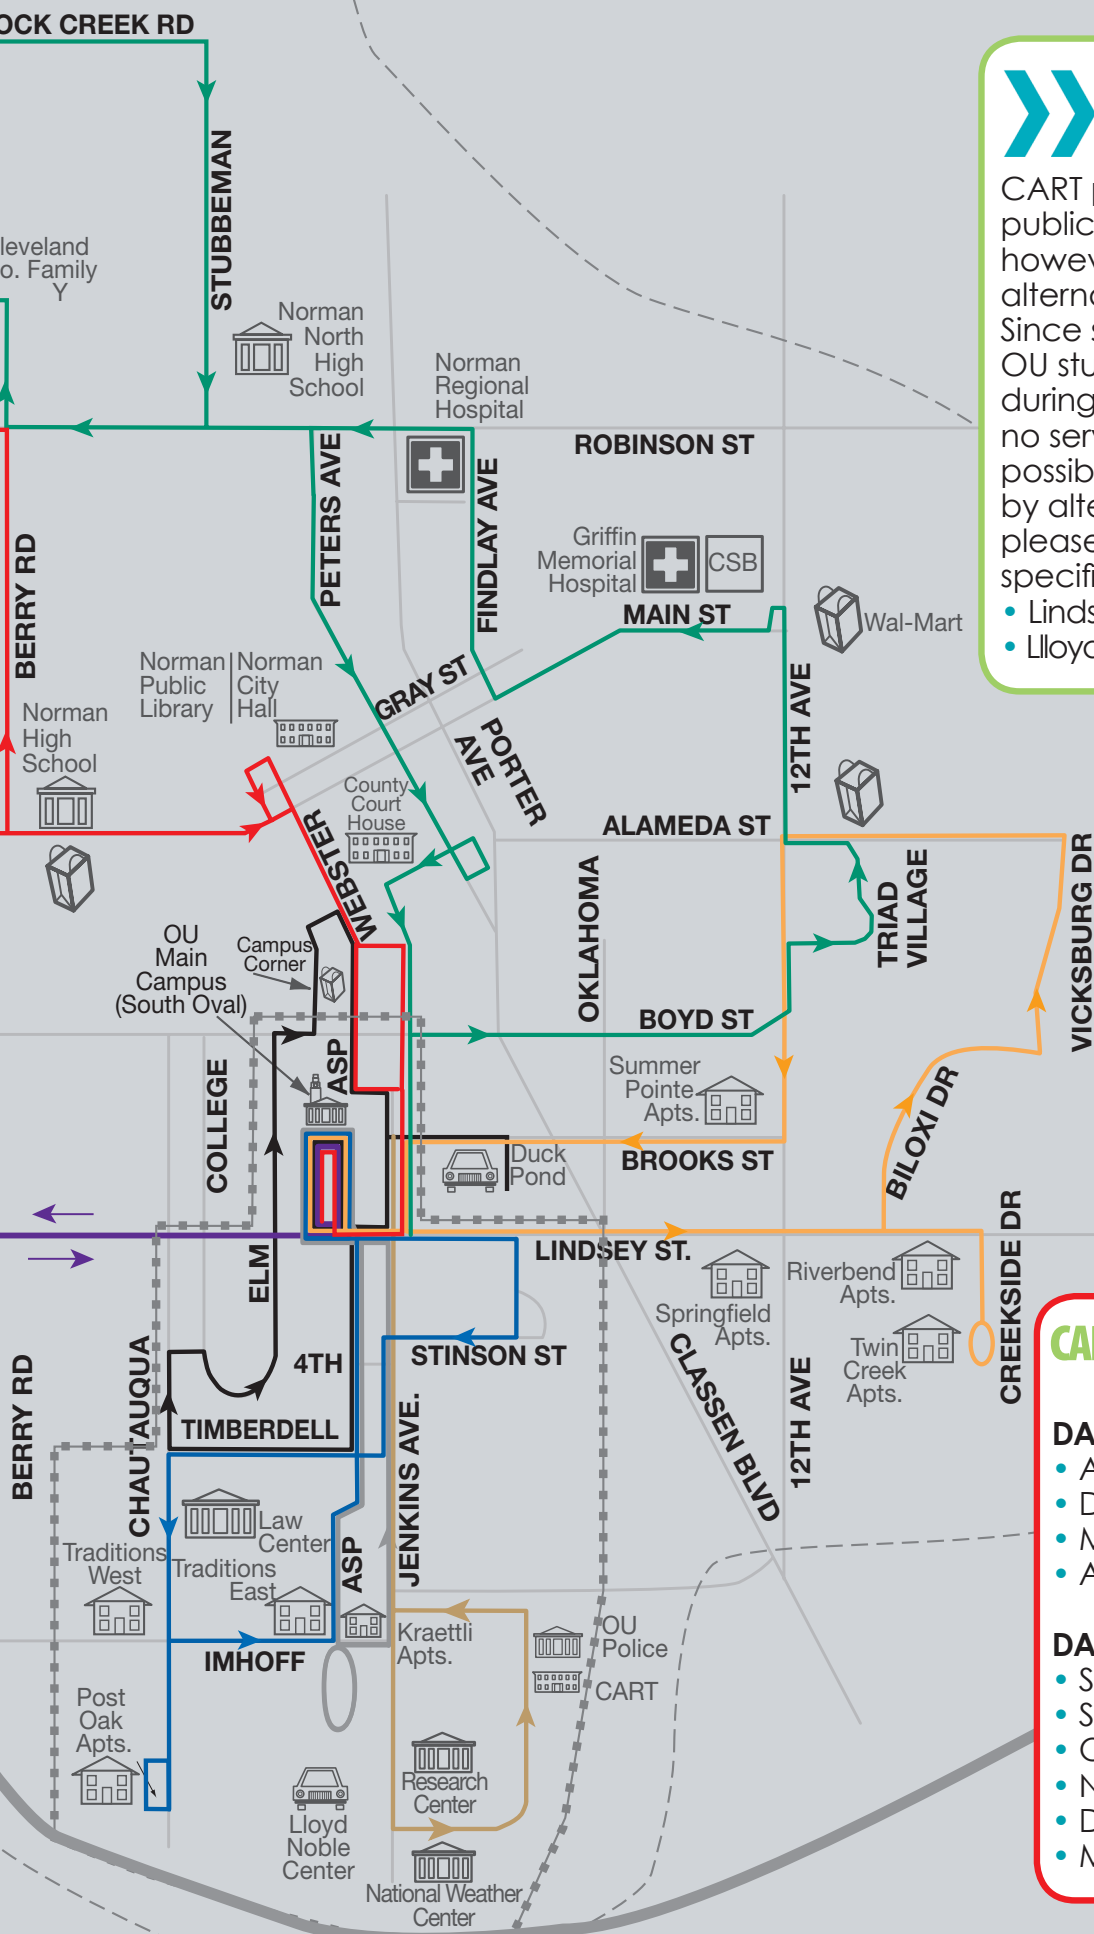 OCK CREEK RD
STUBBEMAN
leveland
o. Family
Y
Norman
North
High
School
Norman
Regional
Hospital
ROBINSON ST
PETERS AVE
FINDLAY AVE
BERRY RD
Griffin
Memorial
Hospital
CSB
MAIN ST
Wal-Mart
12TH AVE
Norman
Public
Library
Norman
City
Hall
GRAY ST
PORTER
AVE
Norman
High
School
County
Court
House
WEBSTER
ALAMEDA ST
OKLAHOMA
TRIAD
VILLAGE
VICKSBURG DR
OU
Main
Campus
(South Oval)
Campus
Corner
BOYD ST
ASP
COLLEGE
Summer
Pointe
Apts.
BILOXI DR
Duck
Pond
BROOKS ST
LINDSEY ST.
ELM
CREEKSIDE DR
Springfield
Apts.
Riverbend
Apts.
Twin
Creek
Apts.
STINSON ST
4TH
TIMBERDELL
BERRY RD
CHAUTAUQUA
JENKINS AVE.
CLASSEN BLVD
12TH AVE
Law
Center
Traditions
West
Traditions
East
ASP
IMHOFF
Kraettli
Apts.
OU
Police
CART
Post
Oak
Apts.
Research
Center
Lloyd
Noble
Center
National Weather
Center
CART p
public
howev
alterna
Since s
OU stu
during
no serv
possib
by alte
please
specifi
• Linds
• Llloyd
CA
DA
• A
• D
• M
• A
DA
• S
• S
• O
• N
• D
• M